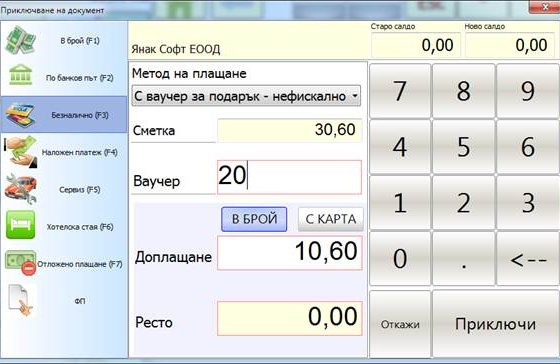 Приключване на документ
В брой (F1)
По банков път (F2)
Безналично (F3)
Наложен платеж (F4)
Сервиз (F5)
Хотелска стая (F6)
Отложено плащане (F7)
ФП
Янак Софт ЕООД
Старо салдо
0,00
Ново салдо
0,00
Метод на плащане
С ваучер за подарък - нефискално
Сметка
30,60
Ваучер
20
В БРОЙ
С КАРТА
Доплащане
10,60
Ресто
0,00
7 8 9
4 5 6
1 2 3
0 . <--
Откажи
Приключи